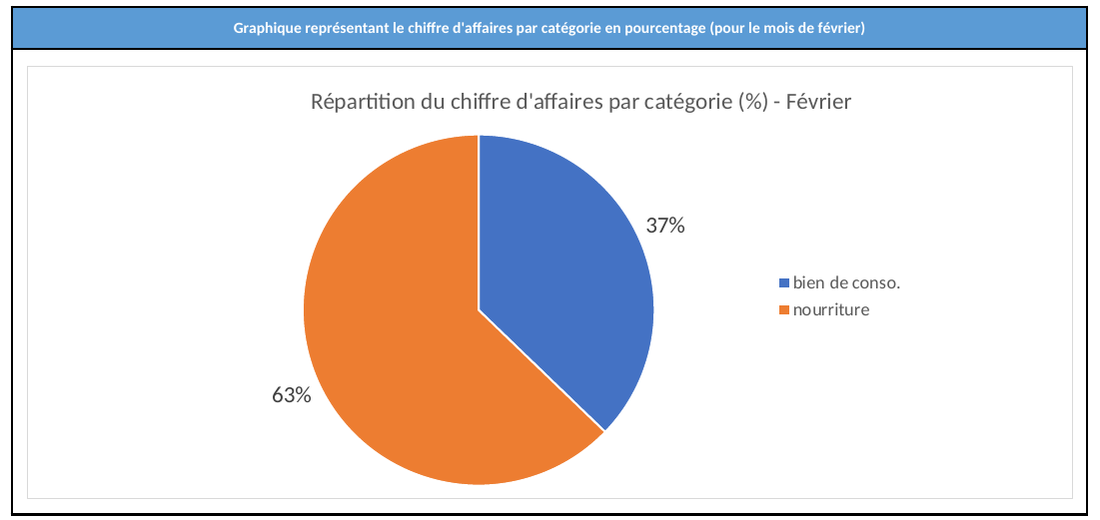 Graphique représentant le chiffre d'affaires par catégorie en pourcentage (pour le mois de février)
Répartition du chiffre d'affaires par catégorie (%) - Février
37%
bien de conso.
nourriture
63%